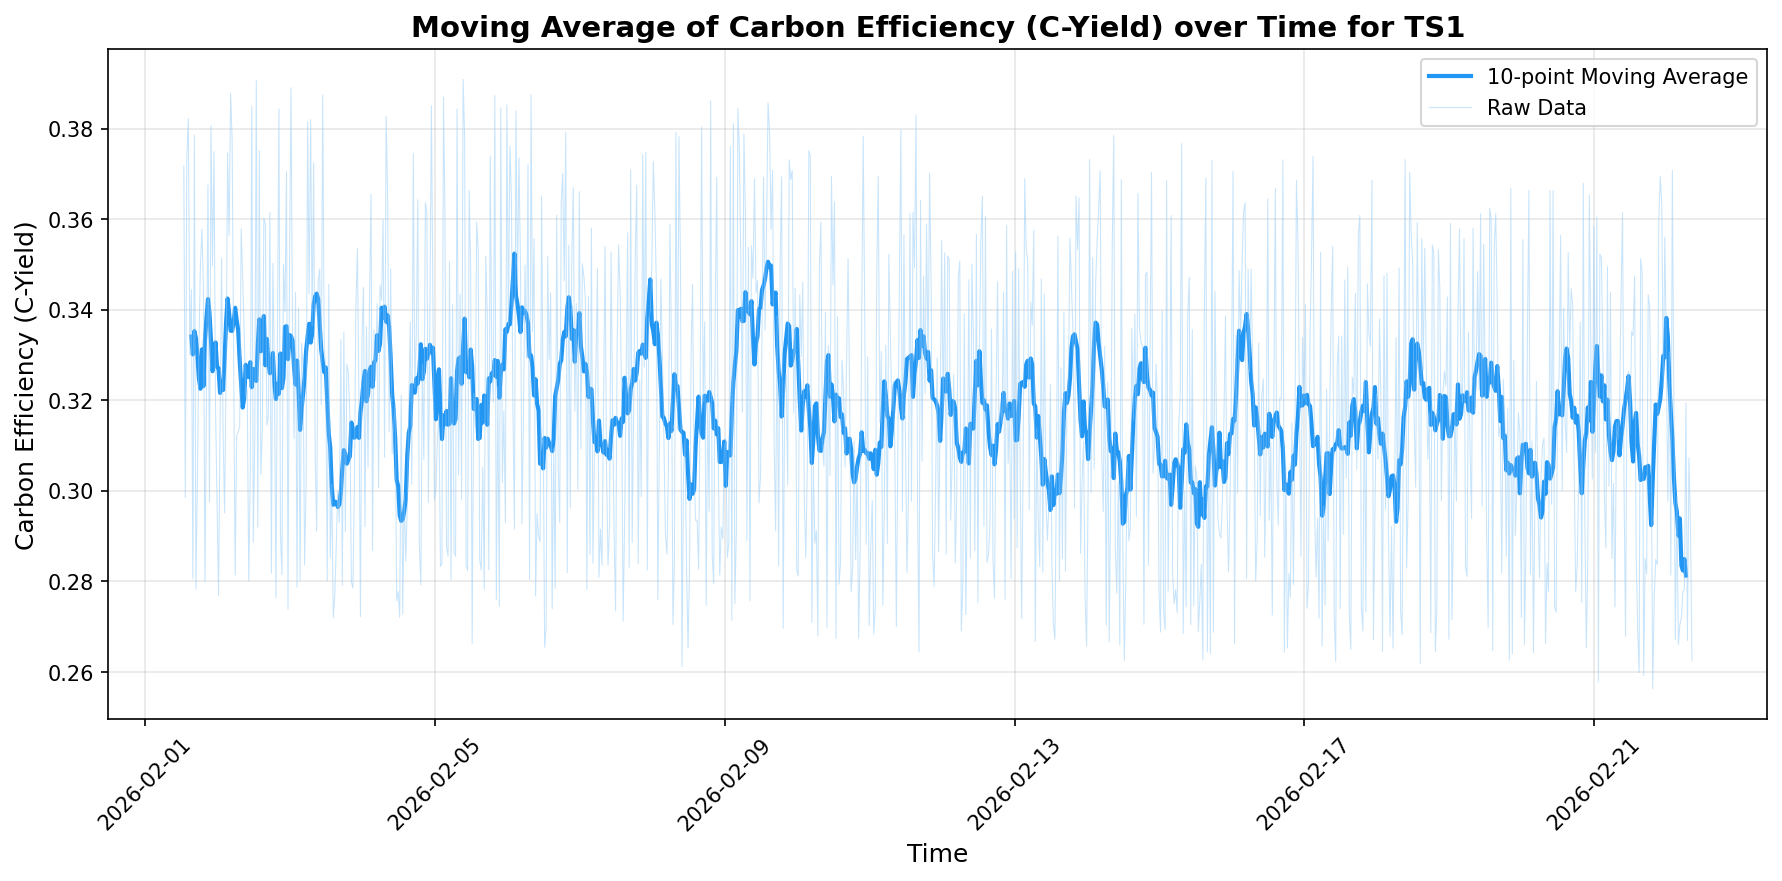 Moving Average of Carbon Efficiency (C-Yield) over Time for TS1
10-point Moving Average
Raw Data
Carbon Efficiency (C-Yield)
0.38
0.36
0.34
0.32
0.30
0.28
0.26
2026-02-01
2026-02-05
2026-02-09
2026-02-13
2026-02-17
2026-02-21
Time